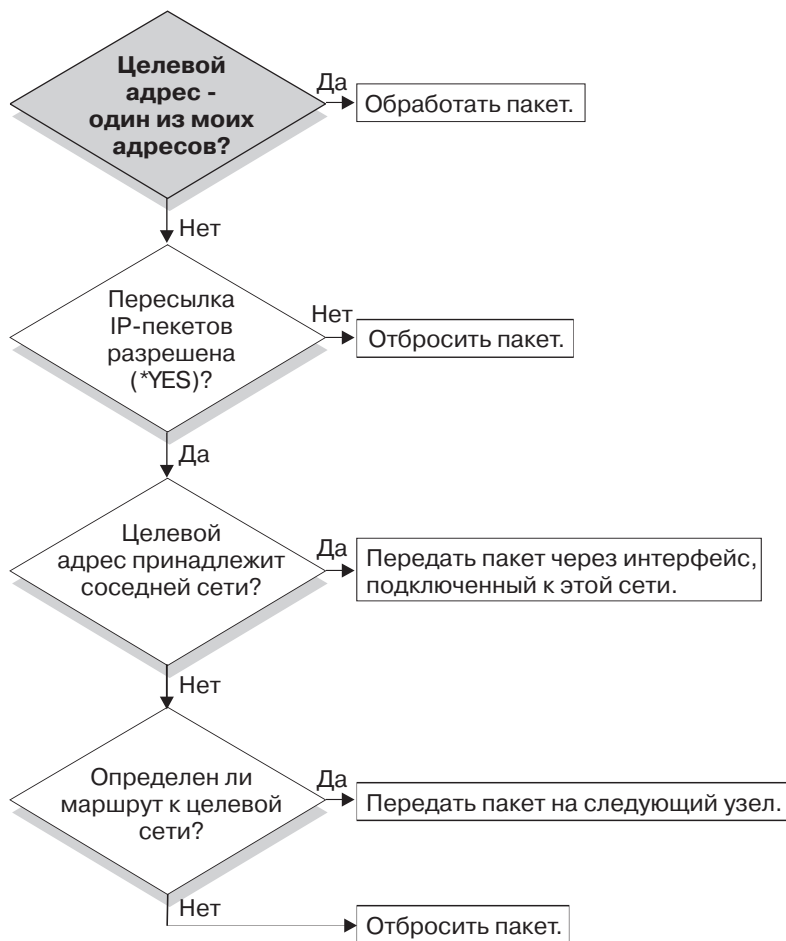 Целевой
адрес -
один из моих
адресов?
Да
Обработать пакет.
Нет
Пересылка
IP-пекетов
разрешена
(*YES)?
Нет
Отбросить пакет.
Да
Целевой
адрес принадлежит
соседней сети?
Да
Передать пакет через интерфейс,
подключенный к этой сети.
Нет
Определен ли
маршрут к целевой
сети?
Да
Передать пакет на следующий узел.
Нет
Отбросить пакет.